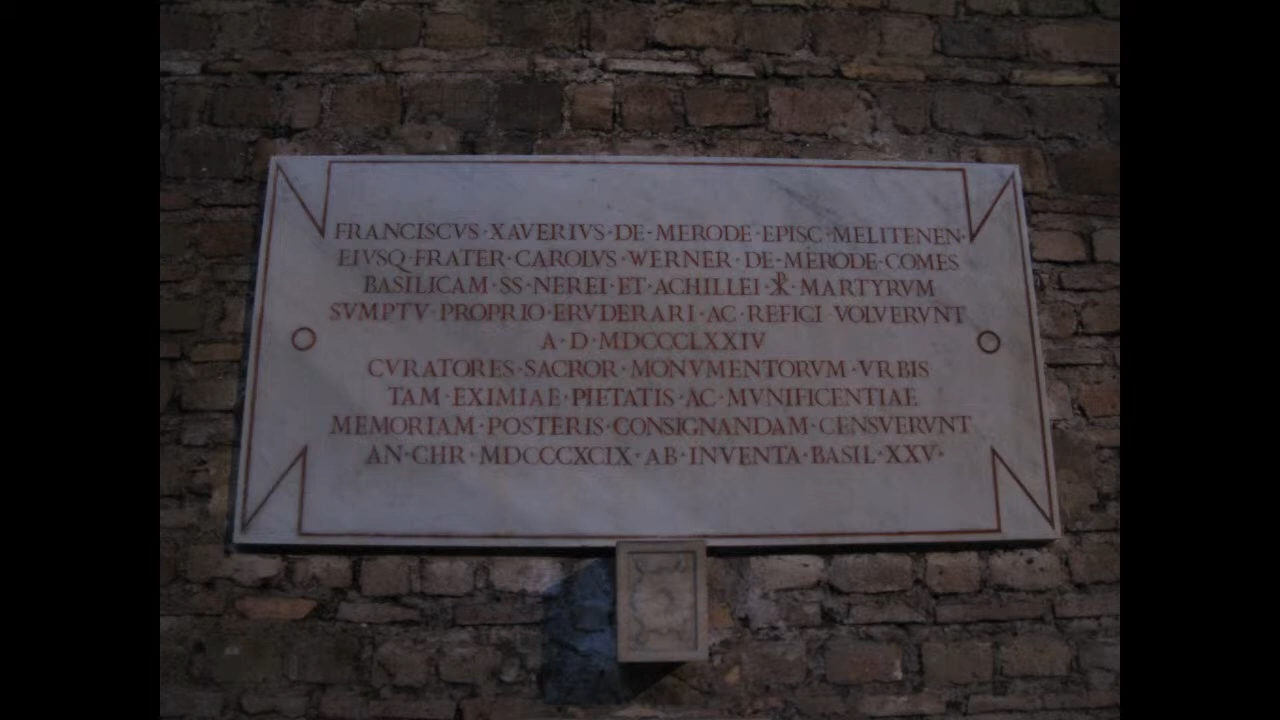 FRANCISCVS·XAVERIVS·DE·MERODE·EPISC·MELITENEN·
EIVSQ·FRATER·CAROLVS·WERNER·DE·MERODE·COMES
BASILICAM·SS·NEREI·ET·ACHILLEI·☧·MARTYRVM
SVMPTV·PROPRIO·ERVDERARI·AC·REFICI·VOLVERVNT
A·D·MDCCCLXXIV
CVRATORES·SACROR·MONVMENTORVM·VRBIS
TAM·EXIMIAE·PIETATIS·AC·MVNIFICENTIAE
MEMORIAM·POSTERIS·CONSIGNANDAM·CENSVERVNT
AN·CHR·MDCCCXCIX·AB·INVENTA·BASIL·XXV·